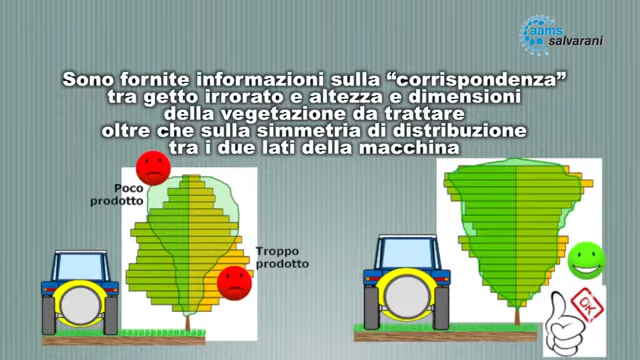 aams
salvarani
Sono fornite informazioni sulla “corrispondenza”
tra getto irrorato e altezza e dimensioni
della vegetazione da trattare
oltre che sulla simmetria di distribuzione
tra i due lati della macchina
Poco
prodotto
Troppo
prodotto
OK